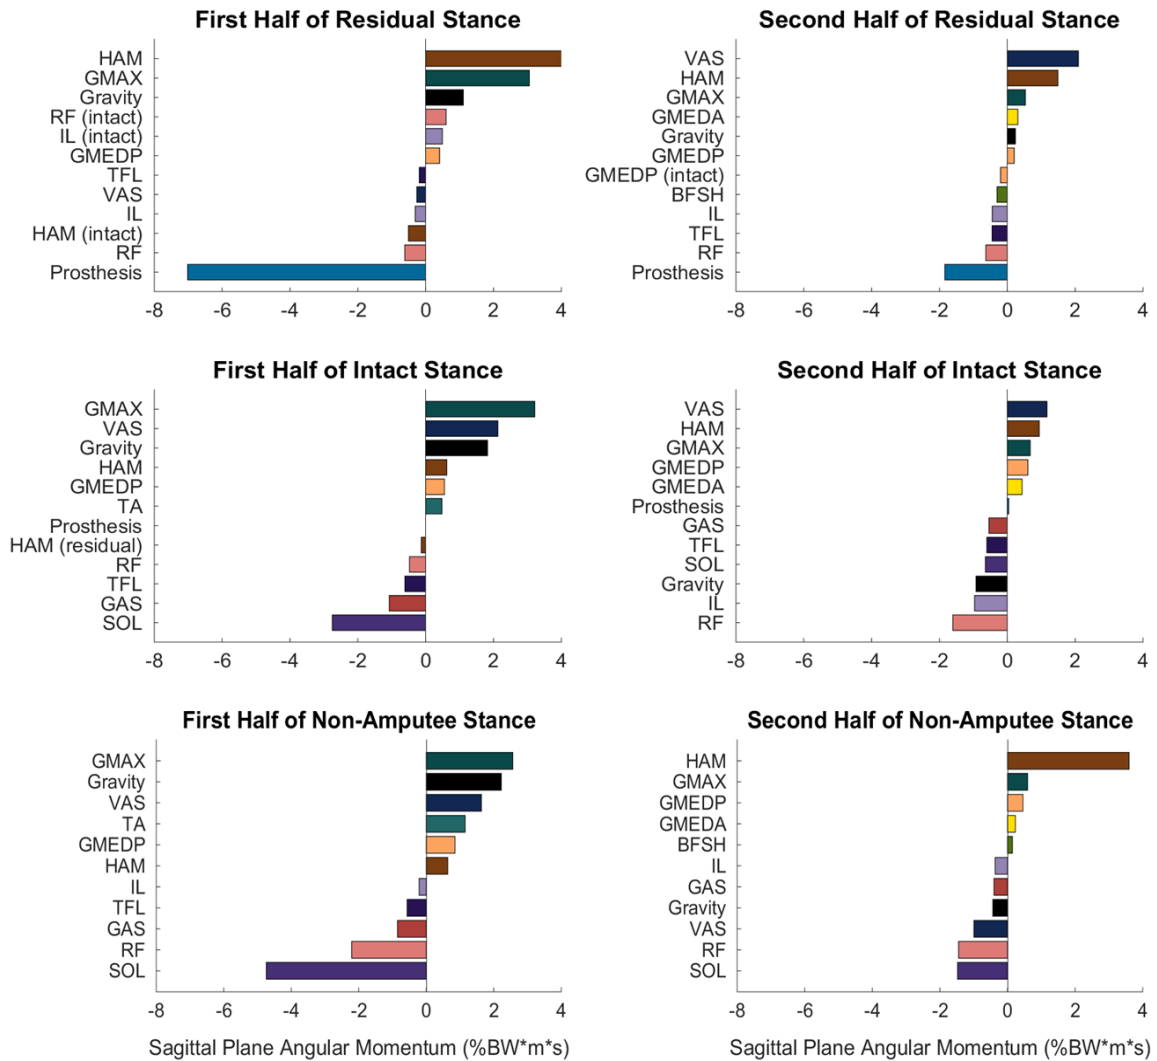 First Half of Residual Stance
HAM
GMAX
Gravity
RF (intact)
IL (intact)
GMEDP
TFL
VAS
IL
HAM (intact)
RF
Prosthesis
-8 -6 -4 -2 0 2 4
Second Half of Residual Stance
VAS
HAM
GMAX
GMEDA
Gravity
GMEDP
GMEDP (intact)
BFSH
IL
TFL
RF
Prosthesis
-8 -6 -4 -2 0 2 4
First Half of Intact Stance
GMAX
VAS
Gravity
HAM
GMEDP
TA
Prosthesis
HAM (residual)
RF
TFL
GAS
SOL
-8 -6 -4 -2 0 2 4
Second Half of Intact Stance
VAS
HAM
GMAX
GMEDP
GMEDA
Prosthesis
GAS
TFL
SOL
Gravity
IL
RF
-8 -6 -4 -2 0 2 4
First Half of Non-Amputee Stance
GMAX
Gravity
VAS
TA
GMEDP
HAM
IL
TFL
GAS
RF
SOL
-8 -6 -4 -2 0 2 4
Sagittal Plane Angular Momentum (%BW*m*s)
Second Half of Non-Amputee Stance
HAM
GMAX
GMEDP
GMEDA
BFSH
IL
GAS
Gravity
VAS
RF
SOL
-8 -6 -4 -2 0 2 4
Sagittal Plane Angular Momentum (%BW*m*s)